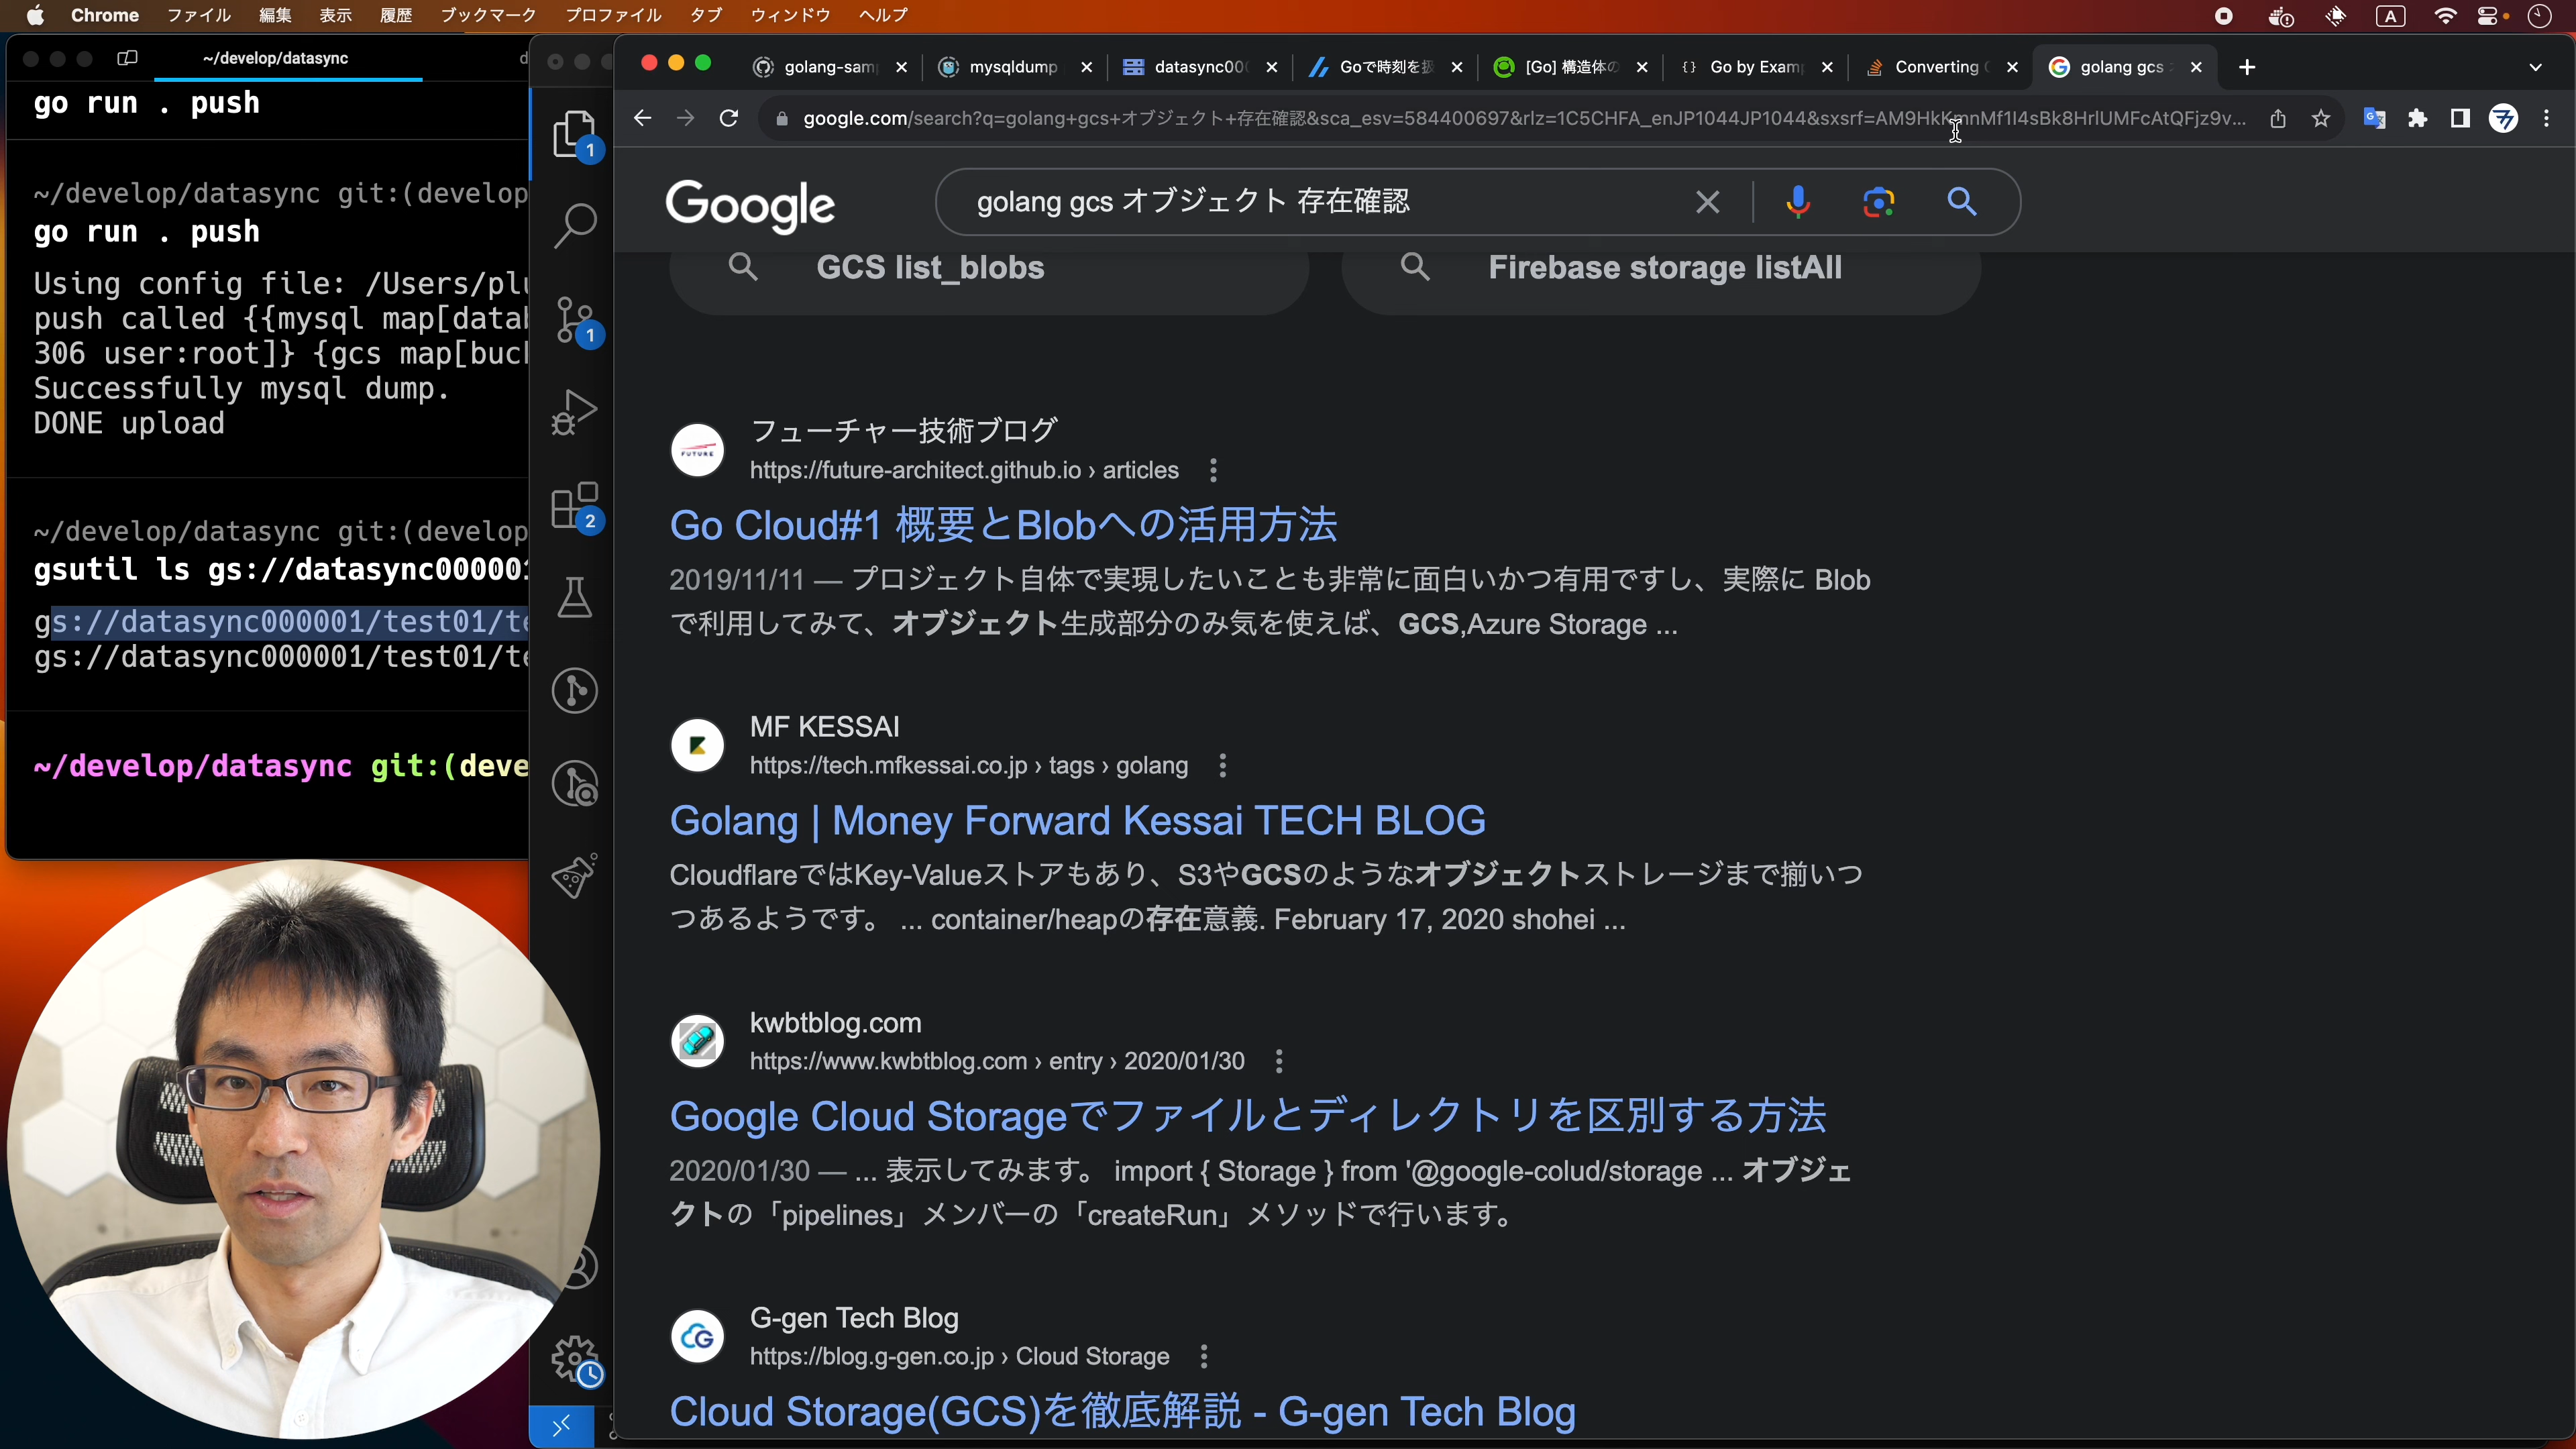 Chrome ファイル 編集 表示 履歴 ブックマーク プロファイル タブ ウィンドウ ヘルプ
A
~/develop/datasync
go run . push
~/develop/datasync git:(develop
go run . push
Using config file: /Users/pl
push called {{mysql map[datab
306 user:root]} {gcs map[buc
Successfully mysql dump.
DONE upload
~/develop/datasync git:(develop
gsutil ls gs://datasync000001
gs://datasync000001/test01/te
gs://datasync000001/test01/te
~/develop/datasync git:(deve
1
1
2
golang-sam
mysqldump
datasync000
Goで時刻を扱
[Go] 構造体の
Go by Exam
Converting
golang gcs
google.com/search?q=golang+gcs+オブジェクト+存在確認&sca_esv=584400697&rlz=1C5CHFA_enJP1044JP1044&sxsrf=AM9HkKmnMf1I4sBk8HrlUMFcAtQFjz9v...
Google
golang gcs オブジェクト 存在確認
GCS list_blobs
Firebase storage listAll
FUTURE
フューチャー技術ブログ
https://future-architect.github.io › articles
Go Cloud#1 概要とBlobへの活用方法
2019/11/11 — プロジェクト自体で実現したいことも非常に面白いかつ有用ですし、実際に Blob
で利用してみて、オブジェクト生成部分のみ気を使えば、GCS,Azure Storage ...
MF KESSAI
https://tech.mfkessai.co.jp › tags › golang
Golang | Money Forward Kessai TECH BLOG
CloudflareではKey-Valueストアもあり、S3やGCSのようなオブジェクトストレージまで揃いつ
つあるようです。 ... container/heapの存在意義. February 17, 2020 shohei ...
kwbtblog.com
https://www.kwbtblog.com › entry › 2020/01/30
Google Cloud Storageでファイルとディレクトリを区別する方法
2020/01/30 — ... 表示してみます。 import { Storage } from '@google-colud/storage ... オブジェ
クトの「pipelines」メンバーの「createRun」メソッドで行います。
G-gen Tech Blog
https://blog.g-gen.co.jp › Cloud Storage
Cloud Storage(GCS)を徹底解説 - G-gen Tech Blog